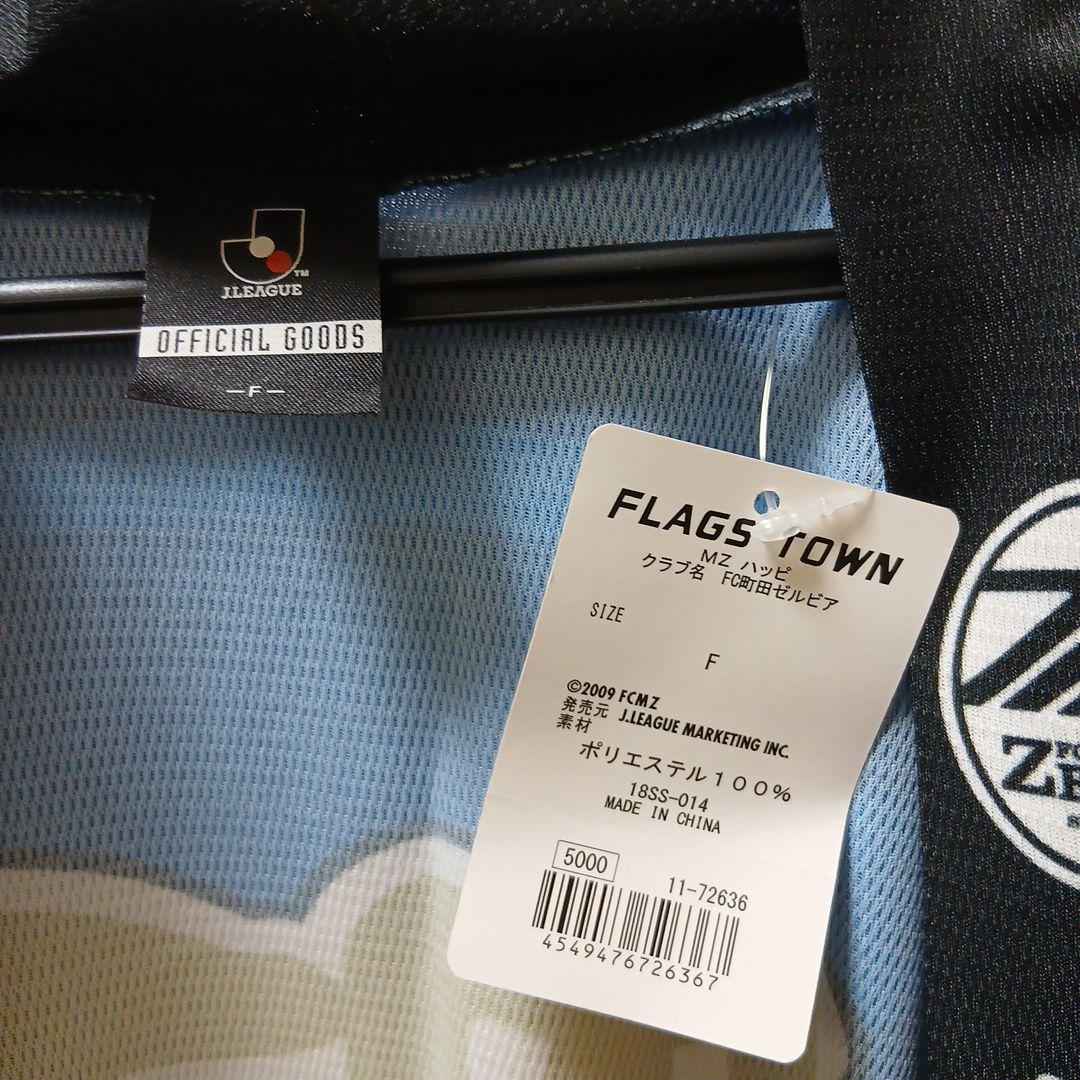 J.LEAGUE™
OFFICIAL GOODS
—F—
FLAGS TOWN
MZ ハッピ
クラブ名 FC町田ゼルビア
SIZE
F
©2009 FCMZ
発売元 J.LEAGUE MARKETING INC.
素材
ポリエステル100%
18SS-014
MADE IN CHINA
5000
11-72636
4549476726367